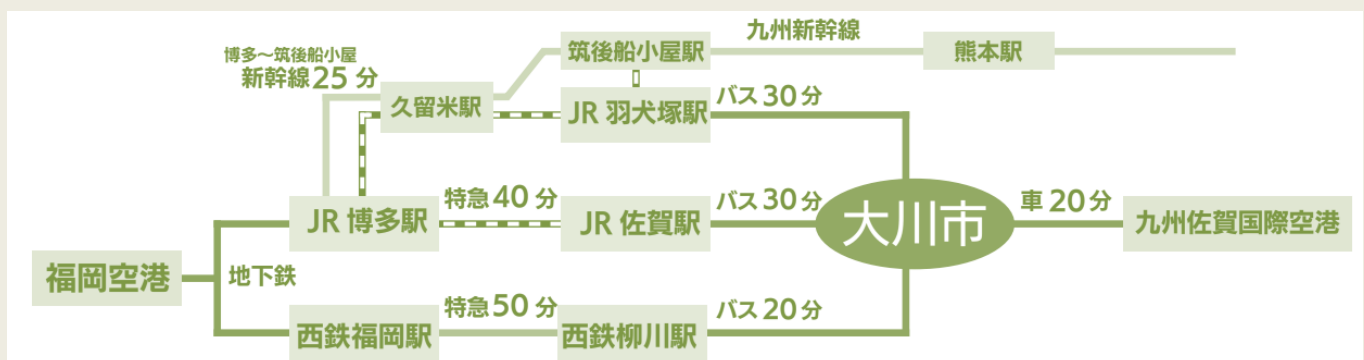 九州新幹線
博多～筑後船小屋
新幹線25分
筑後船小屋駅
熊本駅
久留米駅
JR 羽犬塚駅
バス30分
JR 博多駅
特急40分
JR 佐賀駅
バス30分
大川市
車20分
九州佐賀国際空港
福岡空港
地下鉄
西鉄福岡駅
特急50分
西鉄柳川駅
バス20分